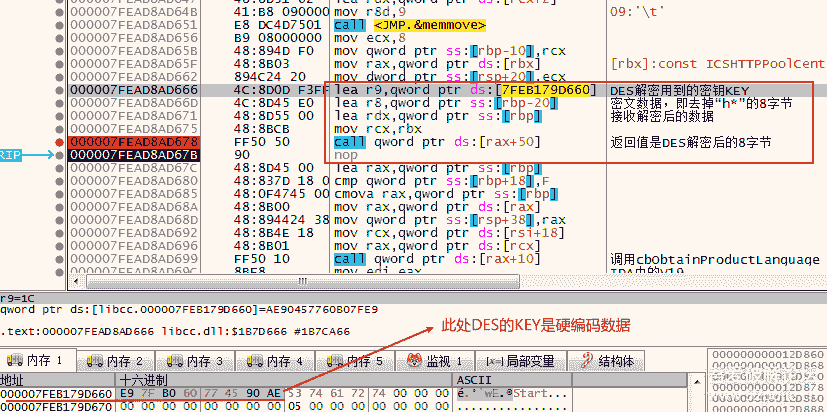 000007FEAD8AD64B 41:B8 090000 mov r8d,9 09:'\t'
000007FEAD8AD651 E8 DC4D7501 call <JMP.&memmove>
000007FEAD8AD656 B9 08000000 mov ecx,8
000007FEAD8AD65B 48:894D F0 mov qword ptr ss:[rbp-10],rcx
000007FEAD8AD65F 48:8B03 mov rax,qword ptr ds:[rbx] [rbx]:const ICSHTTPPoolCent
000007FEAD8AD662 894C24 20 mov dword ptr ss:[rsp+20],ecx
000007FEAD8AD666 4C:8D0D F3FF lea r9,qword ptr ds:[7FEB179D660] DES解密用到的密钥KEY
000007FEAD8AD66D 4C:8D45 E0 lea r8,qword ptr ss:[rbp-20] 密文数据，即去掉“h*”的8字节
000007FEAD8AD671 48:8D55 00 lea rdx,qword ptr ss:[rbp] 接收解密后的数据
000007FEAD8AD675 48:8BCB mov rcx,rbx
000007FEAD8AD678 FF50 50 call qword ptr ds:[rax+50] 返回值是DES解密后的8字节
RIP 000007FEAD8AD67B 90 nop
000007FEAD8AD67C 48:8D45 00 lea rax,qword ptr ss:[rbp]
000007FEAD8AD680 48:837D 18 0 cmp qword ptr ss:[rbp+18],F
000007FEAD8AD685 48:0F4745 00 cmova rax,qword ptr ss:[rbp]
000007FEAD8AD68A 48:8B00 mov rax,qword ptr ds:[rax]
000007FEAD8AD68D 48:894424 38 mov qword ptr ss:[rsp+38],rax
000007FEAD8AD692 48:8B4E 18 mov rcx,qword ptr ds:[rsi+18]
000007FEAD8AD696 48:8B01 mov rax,qword ptr ds:[rcx]
000007FEAD8AD699 FF50 10 call qword ptr ds:[rax+10] 调用cbObtainProductLanguage
r9=1C
qword ptr ds:[libcc.000007FEB179D660]=AE90457760B07FE9
.text:000007FEAD8AD666 libcc.dll:$1B7D666 #1B7CA66
此处DES的KEY是硬编码数据
内存 1 内存 2 内存 3 内存 4 内存 5 监视 1 [x=]局部变量 结构体
地址 十六进制 ASCII
000007FEB179D660 E9 7F B0 60 77 45 90 AE 53 74 61 72 74 00 00 00 é.°`wE.®Start...
000007FEB179D670 00 00 00 00 00 00 00 00 05 00 00 00 00 00 00 00
000000000012D860
000000000012D868
000000000012D870